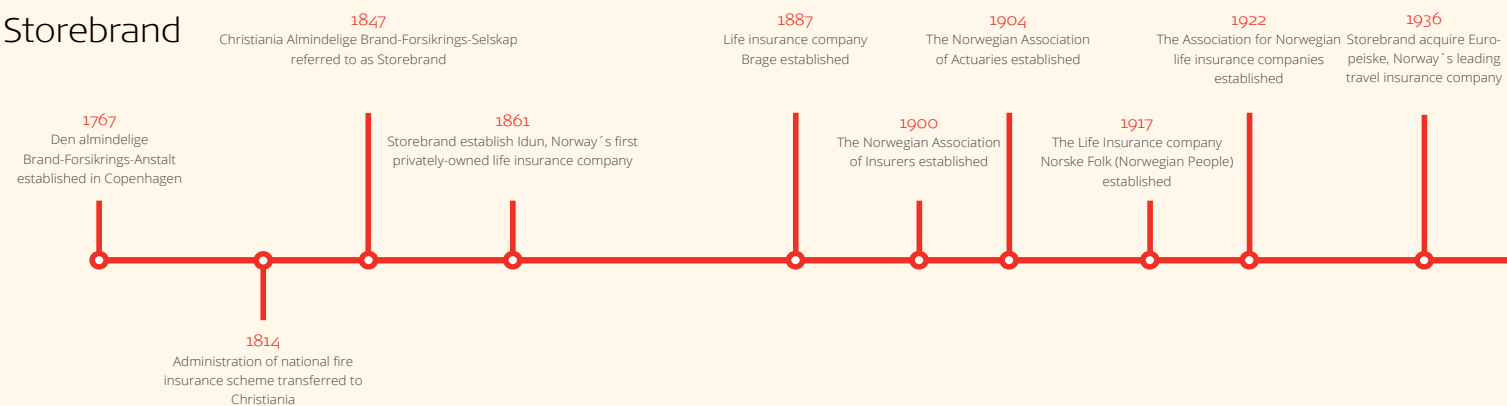 Storebrand
1767
Den almindelige
Brand-Forsikrings-Anstalt
established in Copenhagen
1814
Administration of national fire
insurance scheme transferred to
Christiania
1847
Christiania Almindelige Brand-Forsikrings-Selskap
referred to as Storebrand
1861
Storebrand establish Idun, Norway´s first
privately-owned life insurance company
1887
Life insurance company
Brage established
1900
The Norwegian Association
of Insurers established
1904
The Norwegian Association
of Actuaries established
1917
The Life Insurance company
Norske Folk (Norwegian People)
established
1922
The Association for Norwegian
life insurance companies
established
1936
Storebrand acquire Euro-
peiske, Norway´s leading
travel insurance company